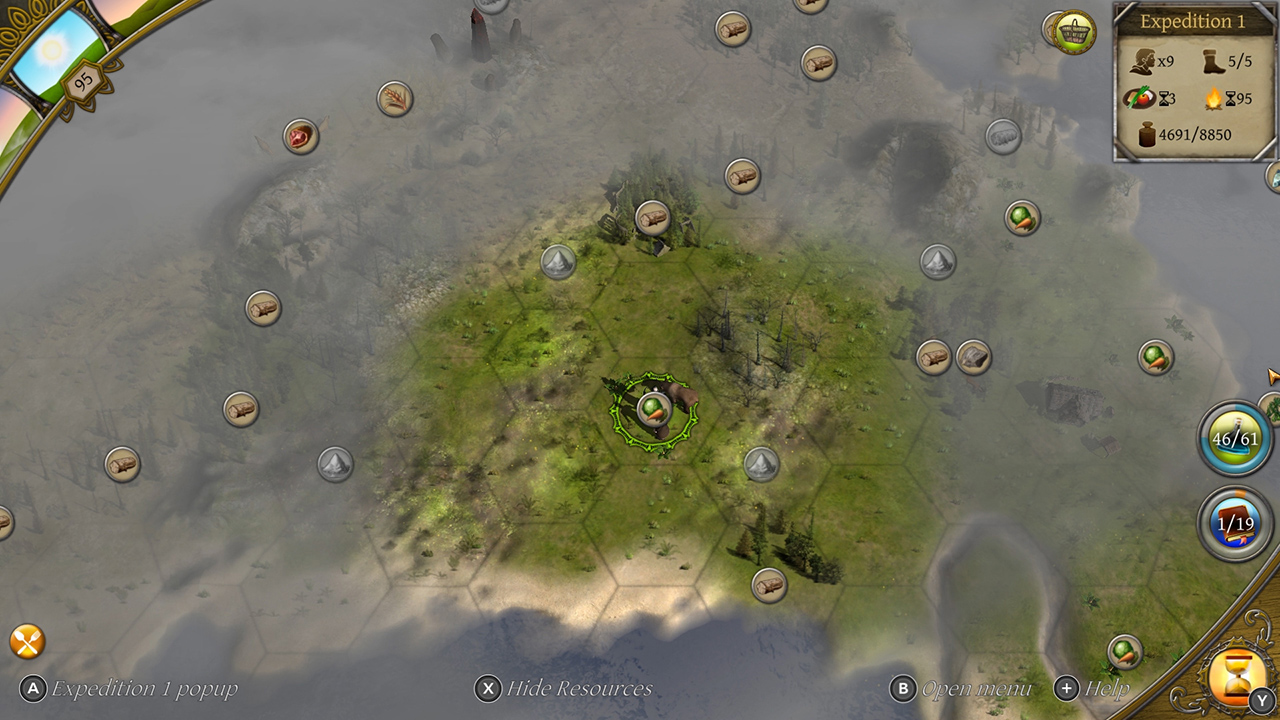 Expedition 1
95
x9
5/5
3
95
4691/8850
46/61
1/19
A Expedition 1 popup
X Hide Resources
B Open menu
+ Help
Y